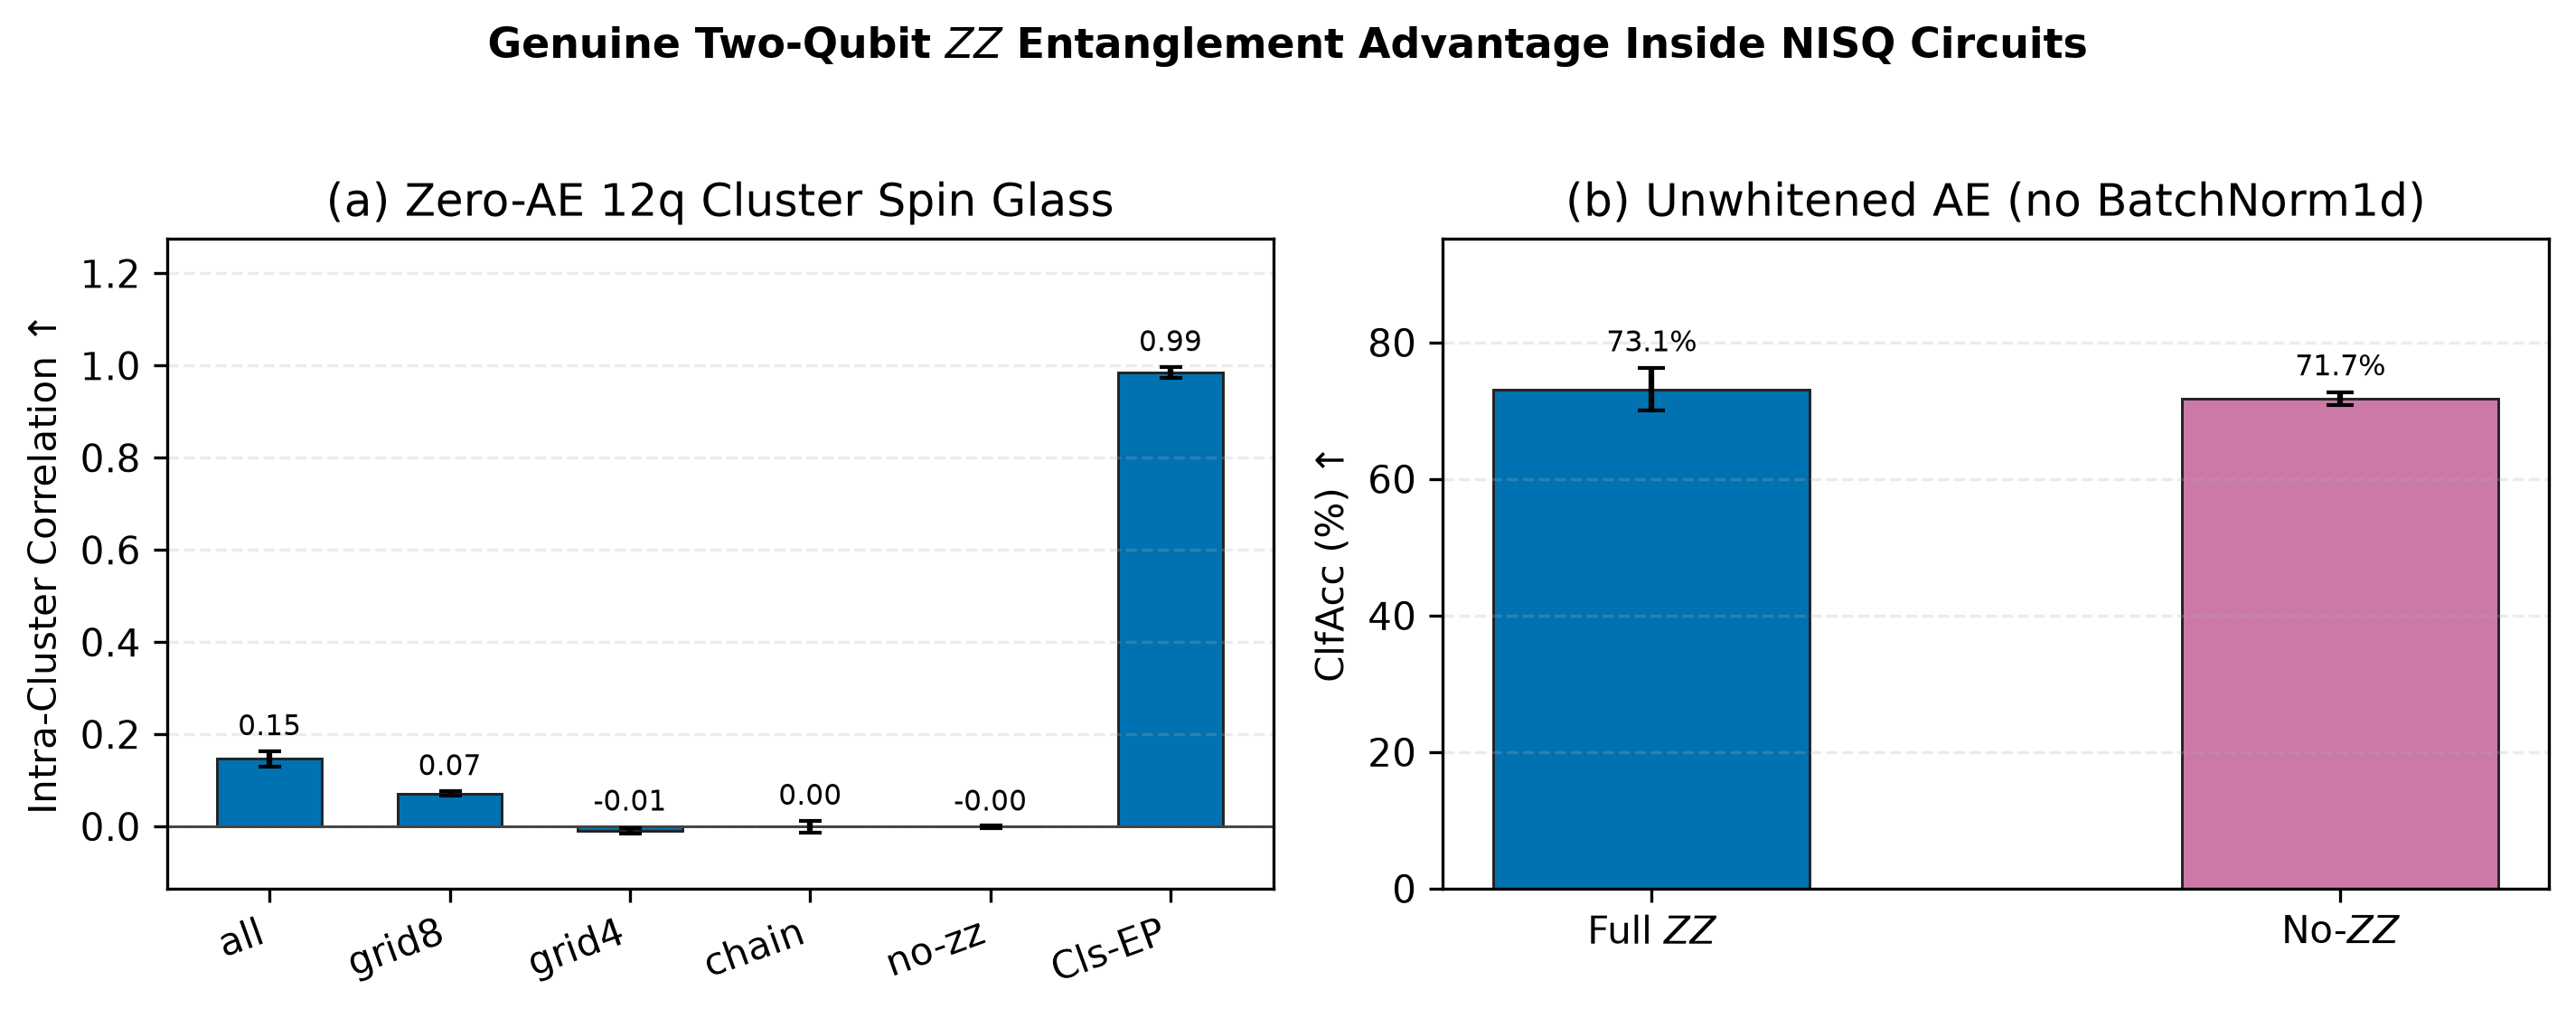 Genuine Two-Qubit ZZ Entanglement Advantage Inside NISQ Circuits
(a) Zero-AE 12q Cluster Spin Glass
Intra-Cluster Correlation ↑
1.2
1.0
0.8
0.6
0.4
0.2
0.0
0.15
0.07
-0.01
0.00
-0.00
0.99
all
grid8
grid4
chain
no-zz
Cls-EP
(b) Unwhitened AE (no BatchNorm1d)
ClfAcc (%) ↑
80
60
40
20
0
73.1%
71.7%
Full ZZ
No-ZZ